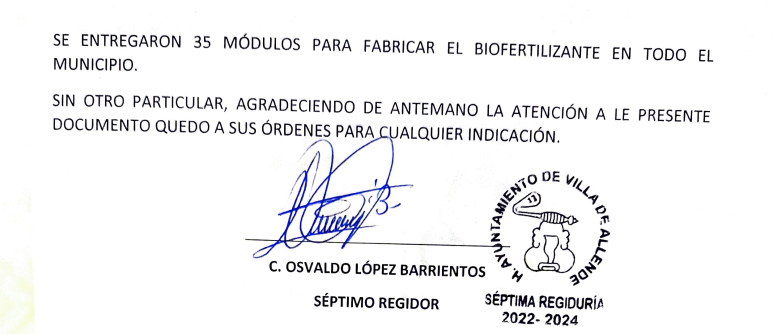 SE ENTREGARON 35 MÓDULOS PARA FABRICAR EL BIOFERTILIZANTE EN TODO EL
MUNICIPIO.
SIN OTRO PARTICULAR, AGRADECIENDO DE ANTEMANO LA ATENCIÓN A LE PRESENTE
DOCUMENTO QUEDO A SUS ÓRDENES PARA CUALQUIER INDICACIÓN.
H. AYUNTAMIENTO DE VILLA DE ALLENDE
C. OSVALDO LÓPEZ BARRIENTOS
SÉPTIMO REGIDOR
SÉPTIMA REGIDURÍA
2022- 2024